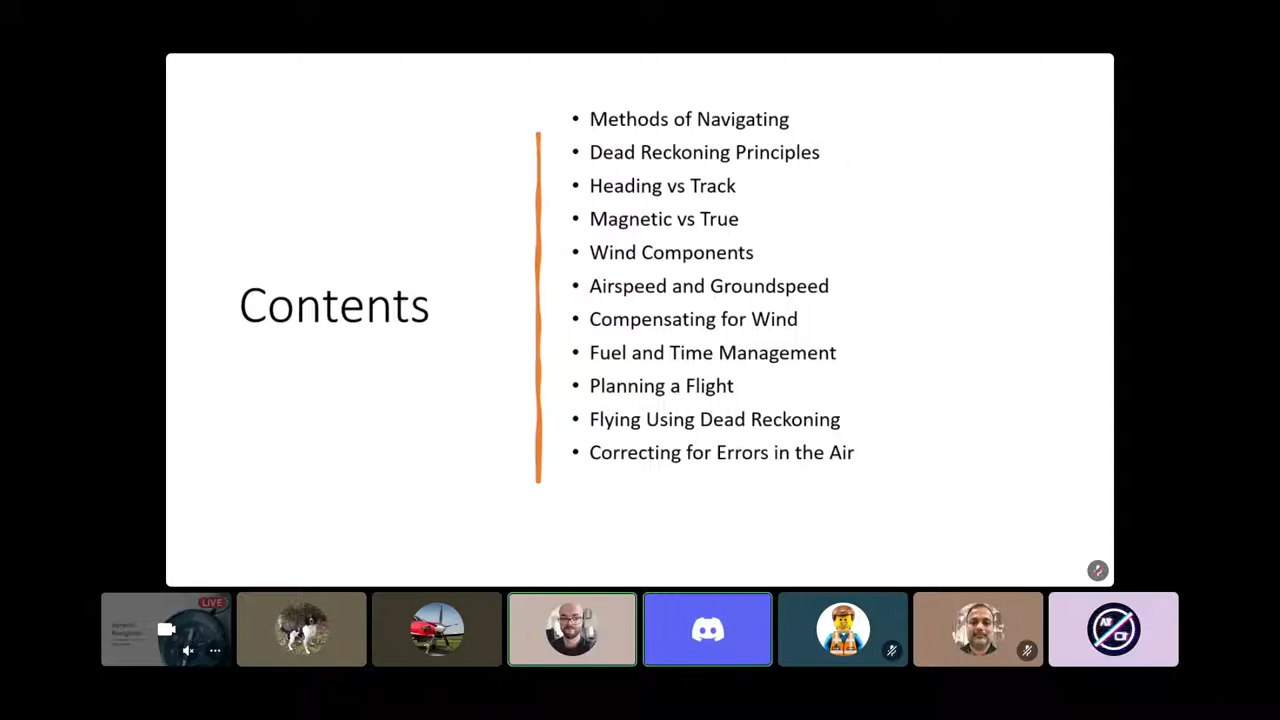 Contents
• Methods of Navigating
• Dead Reckoning Principles
• Heading vs Track
• Magnetic vs True
• Wind Components
• Airspeed and Groundspeed
• Compensating for Wind
• Fuel and Time Management
• Planning a Flight
• Flying Using Dead Reckoning
• Correcting for Errors in the Air
LIVE